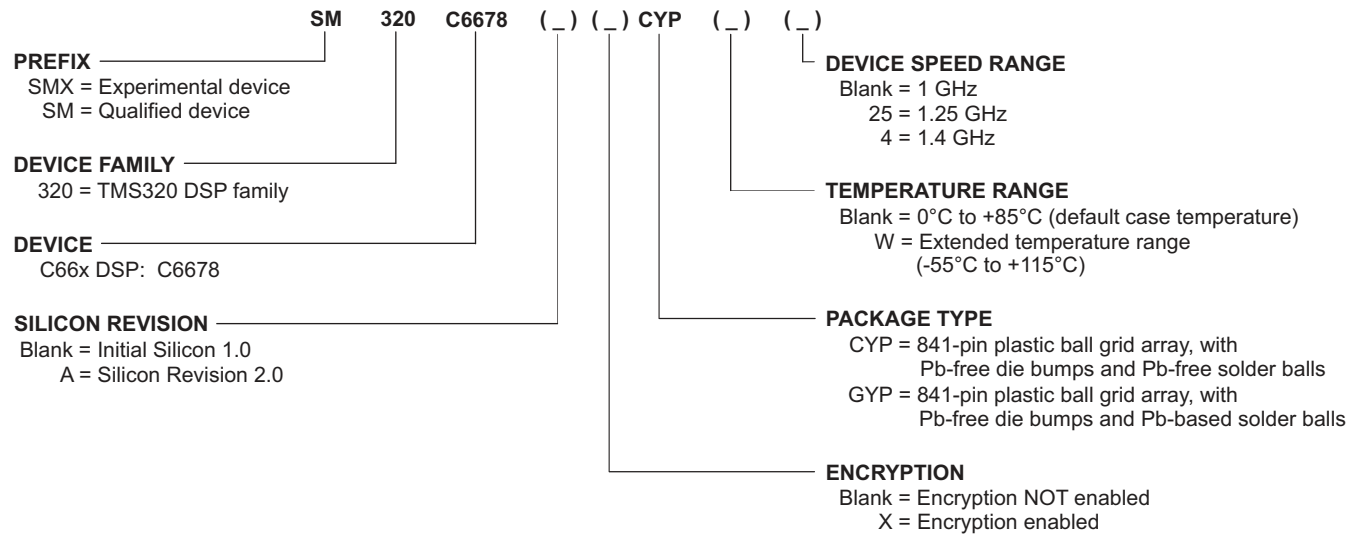 SM 320 C6678 ( _ ) ( _ ) CYP ( _ ) ( _ )
PREFIX
SMX = Experimental device
SM = Qualified device
DEVICE FAMILY
320 = TMS320 DSP family
DEVICE
C66x DSP: C6678
SILICON REVISION
Blank = Initial Silicon 1.0
A = Silicon Revision 2.0
DEVICE SPEED RANGE
Blank = 1 GHz
25 = 1.25 GHz
4 = 1.4 GHz
TEMPERATURE RANGE
Blank = 0°C to +85°C (default case temperature)
W = Extended temperature range
(-55°C to +115°C)
PACKAGE TYPE
CYP = 841-pin plastic ball grid array, with
Pb-free die bumps and Pb-free solder balls
GYP = 841-pin plastic ball grid array, with
Pb-free die bumps and Pb-based solder balls
ENCRYPTION
Blank = Encryption NOT enabled
X = Encryption enabled